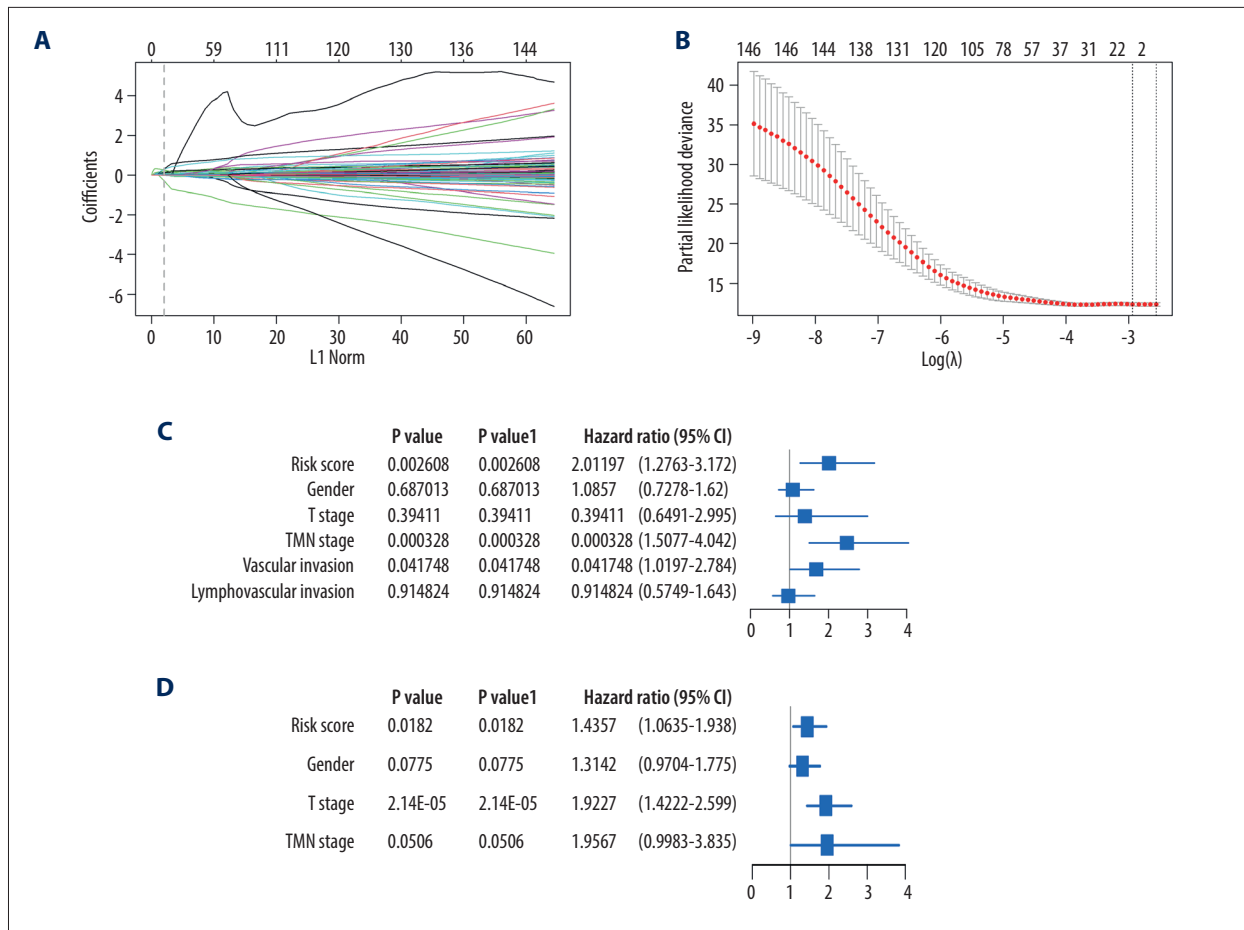 A
0 59 111 120 130 136 144
Coifficients
4
2
0
-2
-4
-6
0 10 20 30 40 50 60
L1 Norm
B
146 146 144 138 131 120 105 78 57 37 31 22 2
Partial likelihood deviance
40
35
30
25
20
15
-9 -8 -7 -6 -5 -4 -3
Log(λ)
C
P value P value1 Hazard ratio (95% CI)
Risk score 0.002608 0.002608 2.01197 (1.2763-3.172)
Gender 0.687013 0.687013 1.0857 (0.7278-1.62)
T stage 0.39411 0.39411 0.39411 (0.6491-2.995)
TMN stage 0.000328 0.000328 0.000328 (1.5077-4.042)
Vascular invasion 0.041748 0.041748 0.041748 (1.0197-2.784)
Lymphovascular invasion 0.914824 0.914824 0.914824 (0.5749-1.643)
0 1 2 3 4
D
P value P value1 Hazard ratio (95% CI)
Risk score 0.0182 0.0182 1.4357 (1.0635-1.938)
Gender 0.0775 0.0775 1.3142 (0.9704-1.775)
T stage 2.14E-05 2.14E-05 1.9227 (1.4222-2.599)
TMN stage 0.0506 0.0506 1.9567 (0.9983-3.835)
0 1 2 3 4